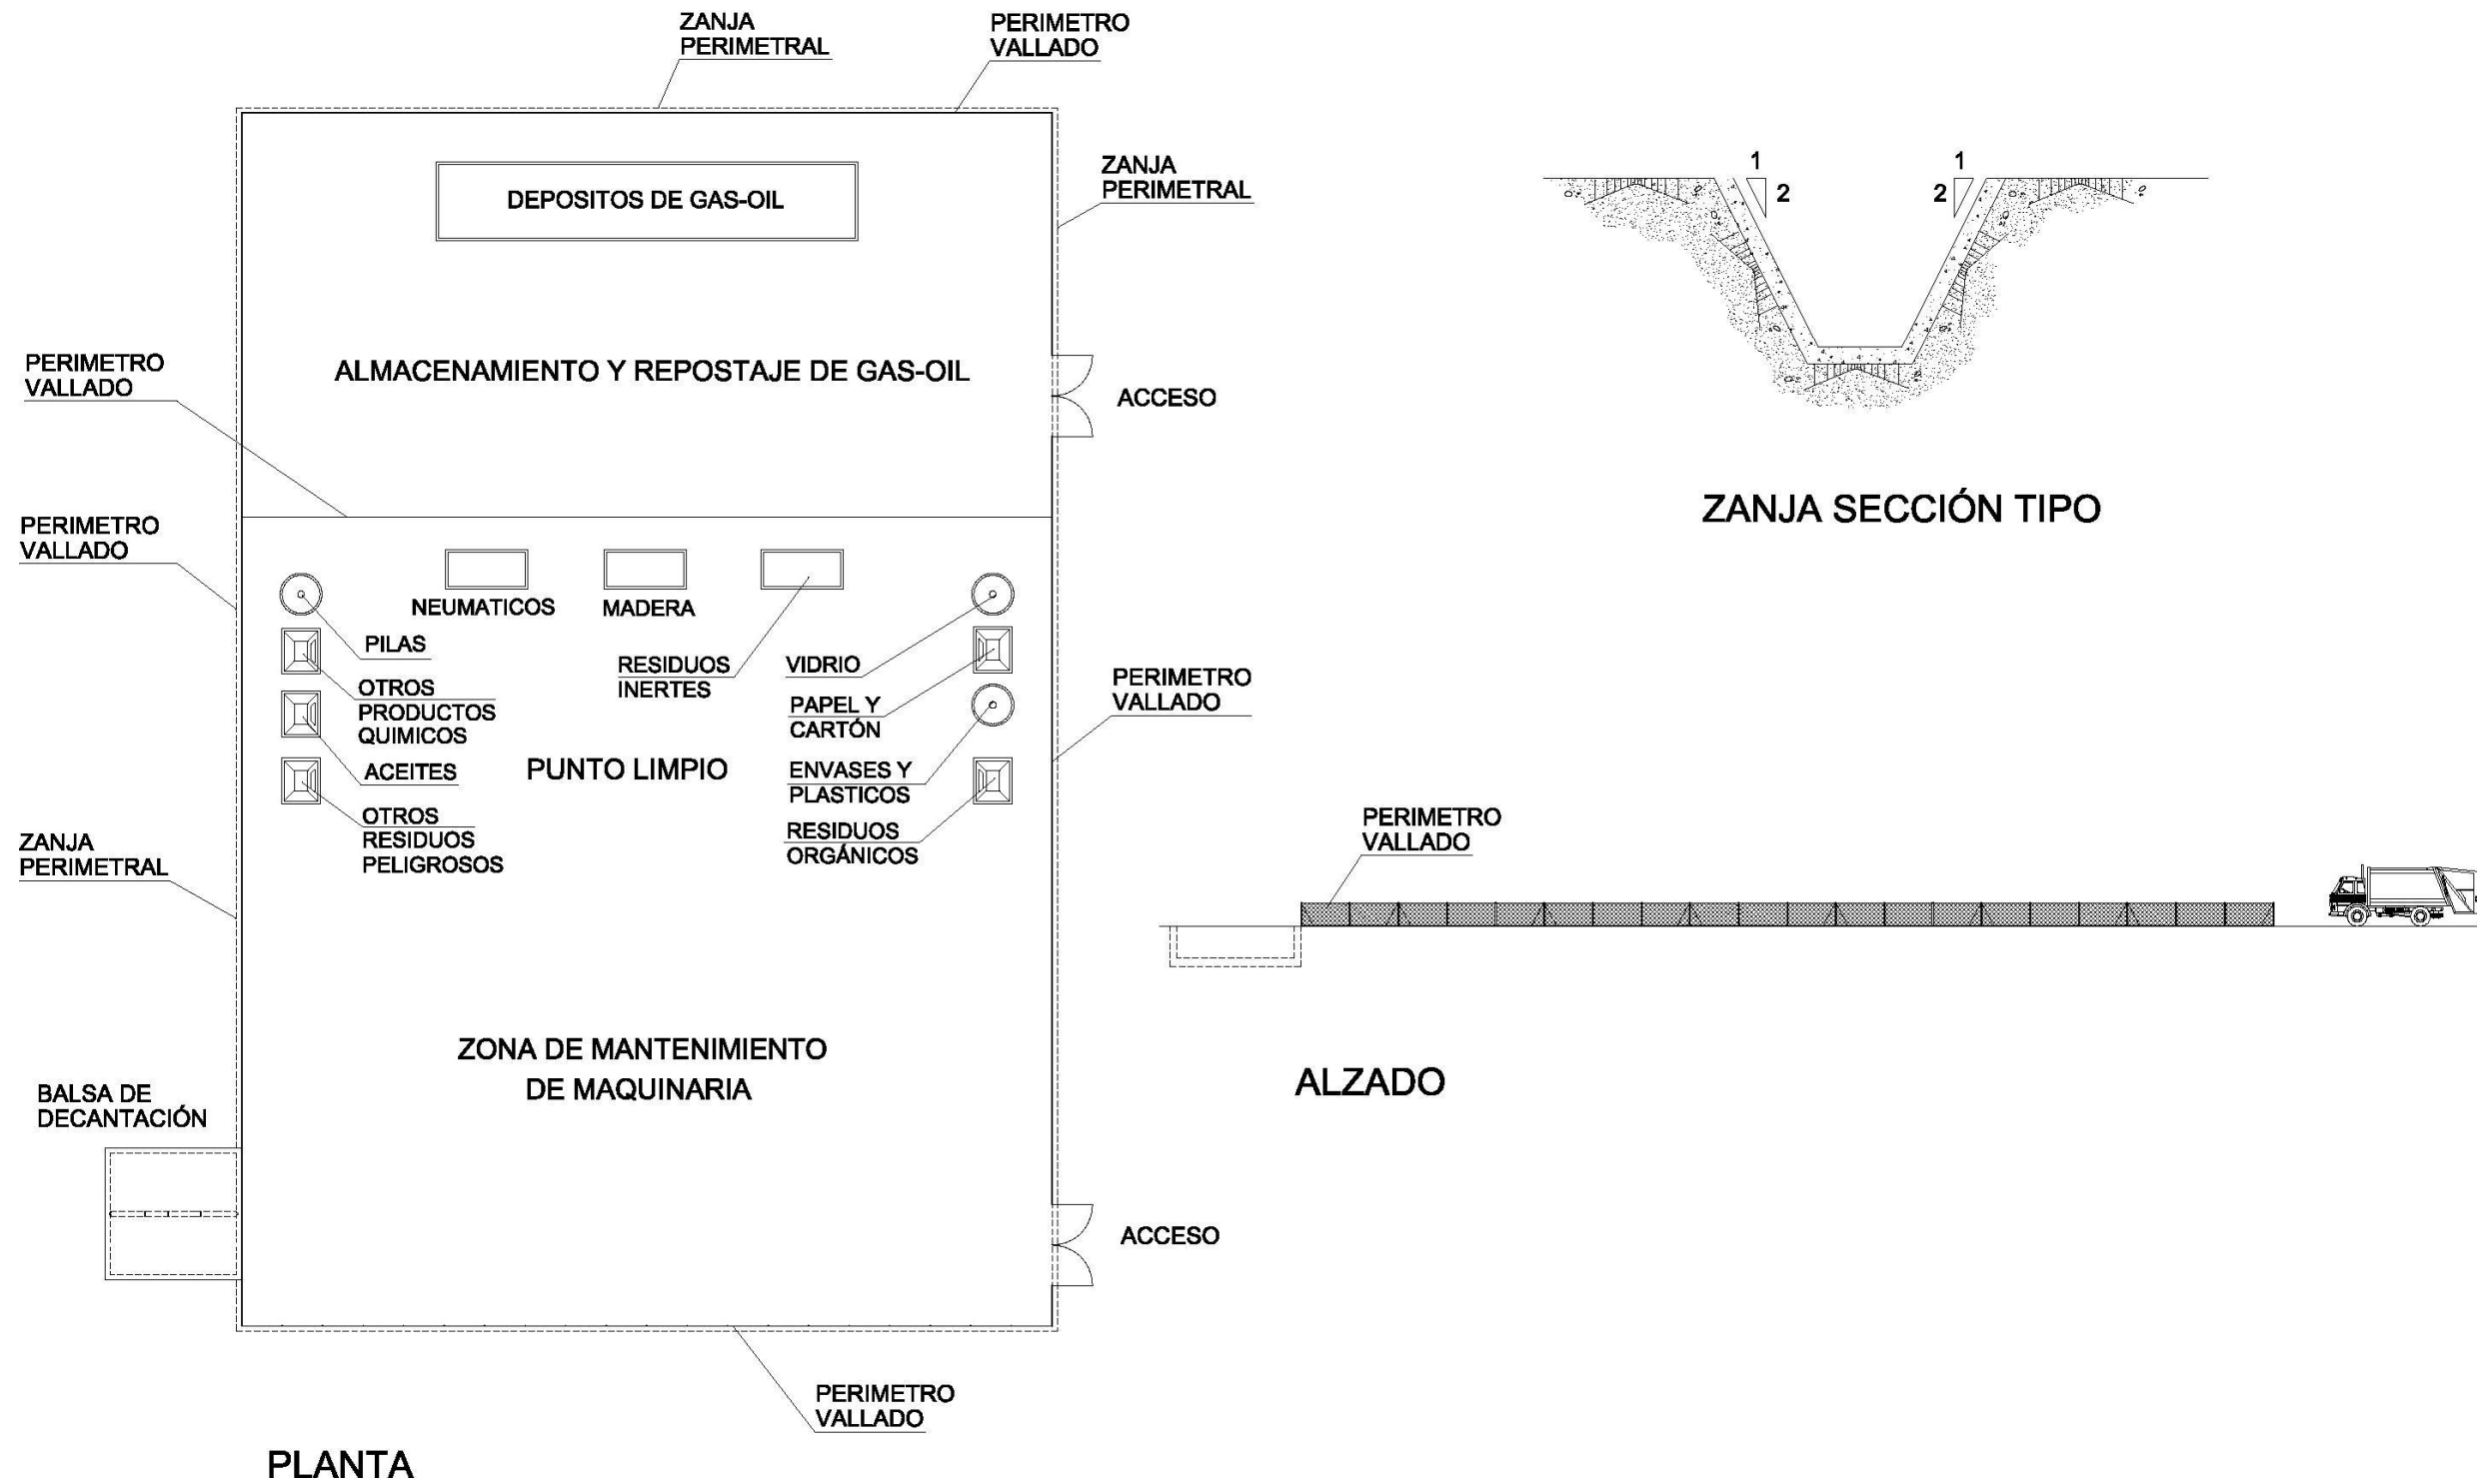 ZANJA
PERIMETRAL
PERIMETRO
VALLADO
ZANJA
PERIMETRAL
DEPOSITOS DE GAS-OIL
ALMACENAMIENTO Y REPOSTAJE DE GAS-OIL
PERIMETRO
VALLADO
ACCESO
PERIMETRO
VALLADO
NEUMATICOS
MADERA
PILAS
RESIDUOS
INERTES
VIDRIO
OTROS
PRODUCTOS
QUIMICOS
PAPEL Y
CARTÓN
PERIMETRO
VALLADO
ACEITES
PUNTO LIMPIO
ENVASES Y
PLASTICOS
OTROS
RESIDUOS
PELIGROSOS
RESIDUOS
ORGÁNICOS
ZANJA
PERIMETRAL
ZONA DE MANTENIMIENTO
DE MAQUINARIA
BALSA DE
DECANTACIÓN
ACCESO
PERIMETRO
VALLADO
PLANTA
1
2
1
2
ZANJA SECCIÓN TIPO
PERIMETRO
VALLADO
ALZADO